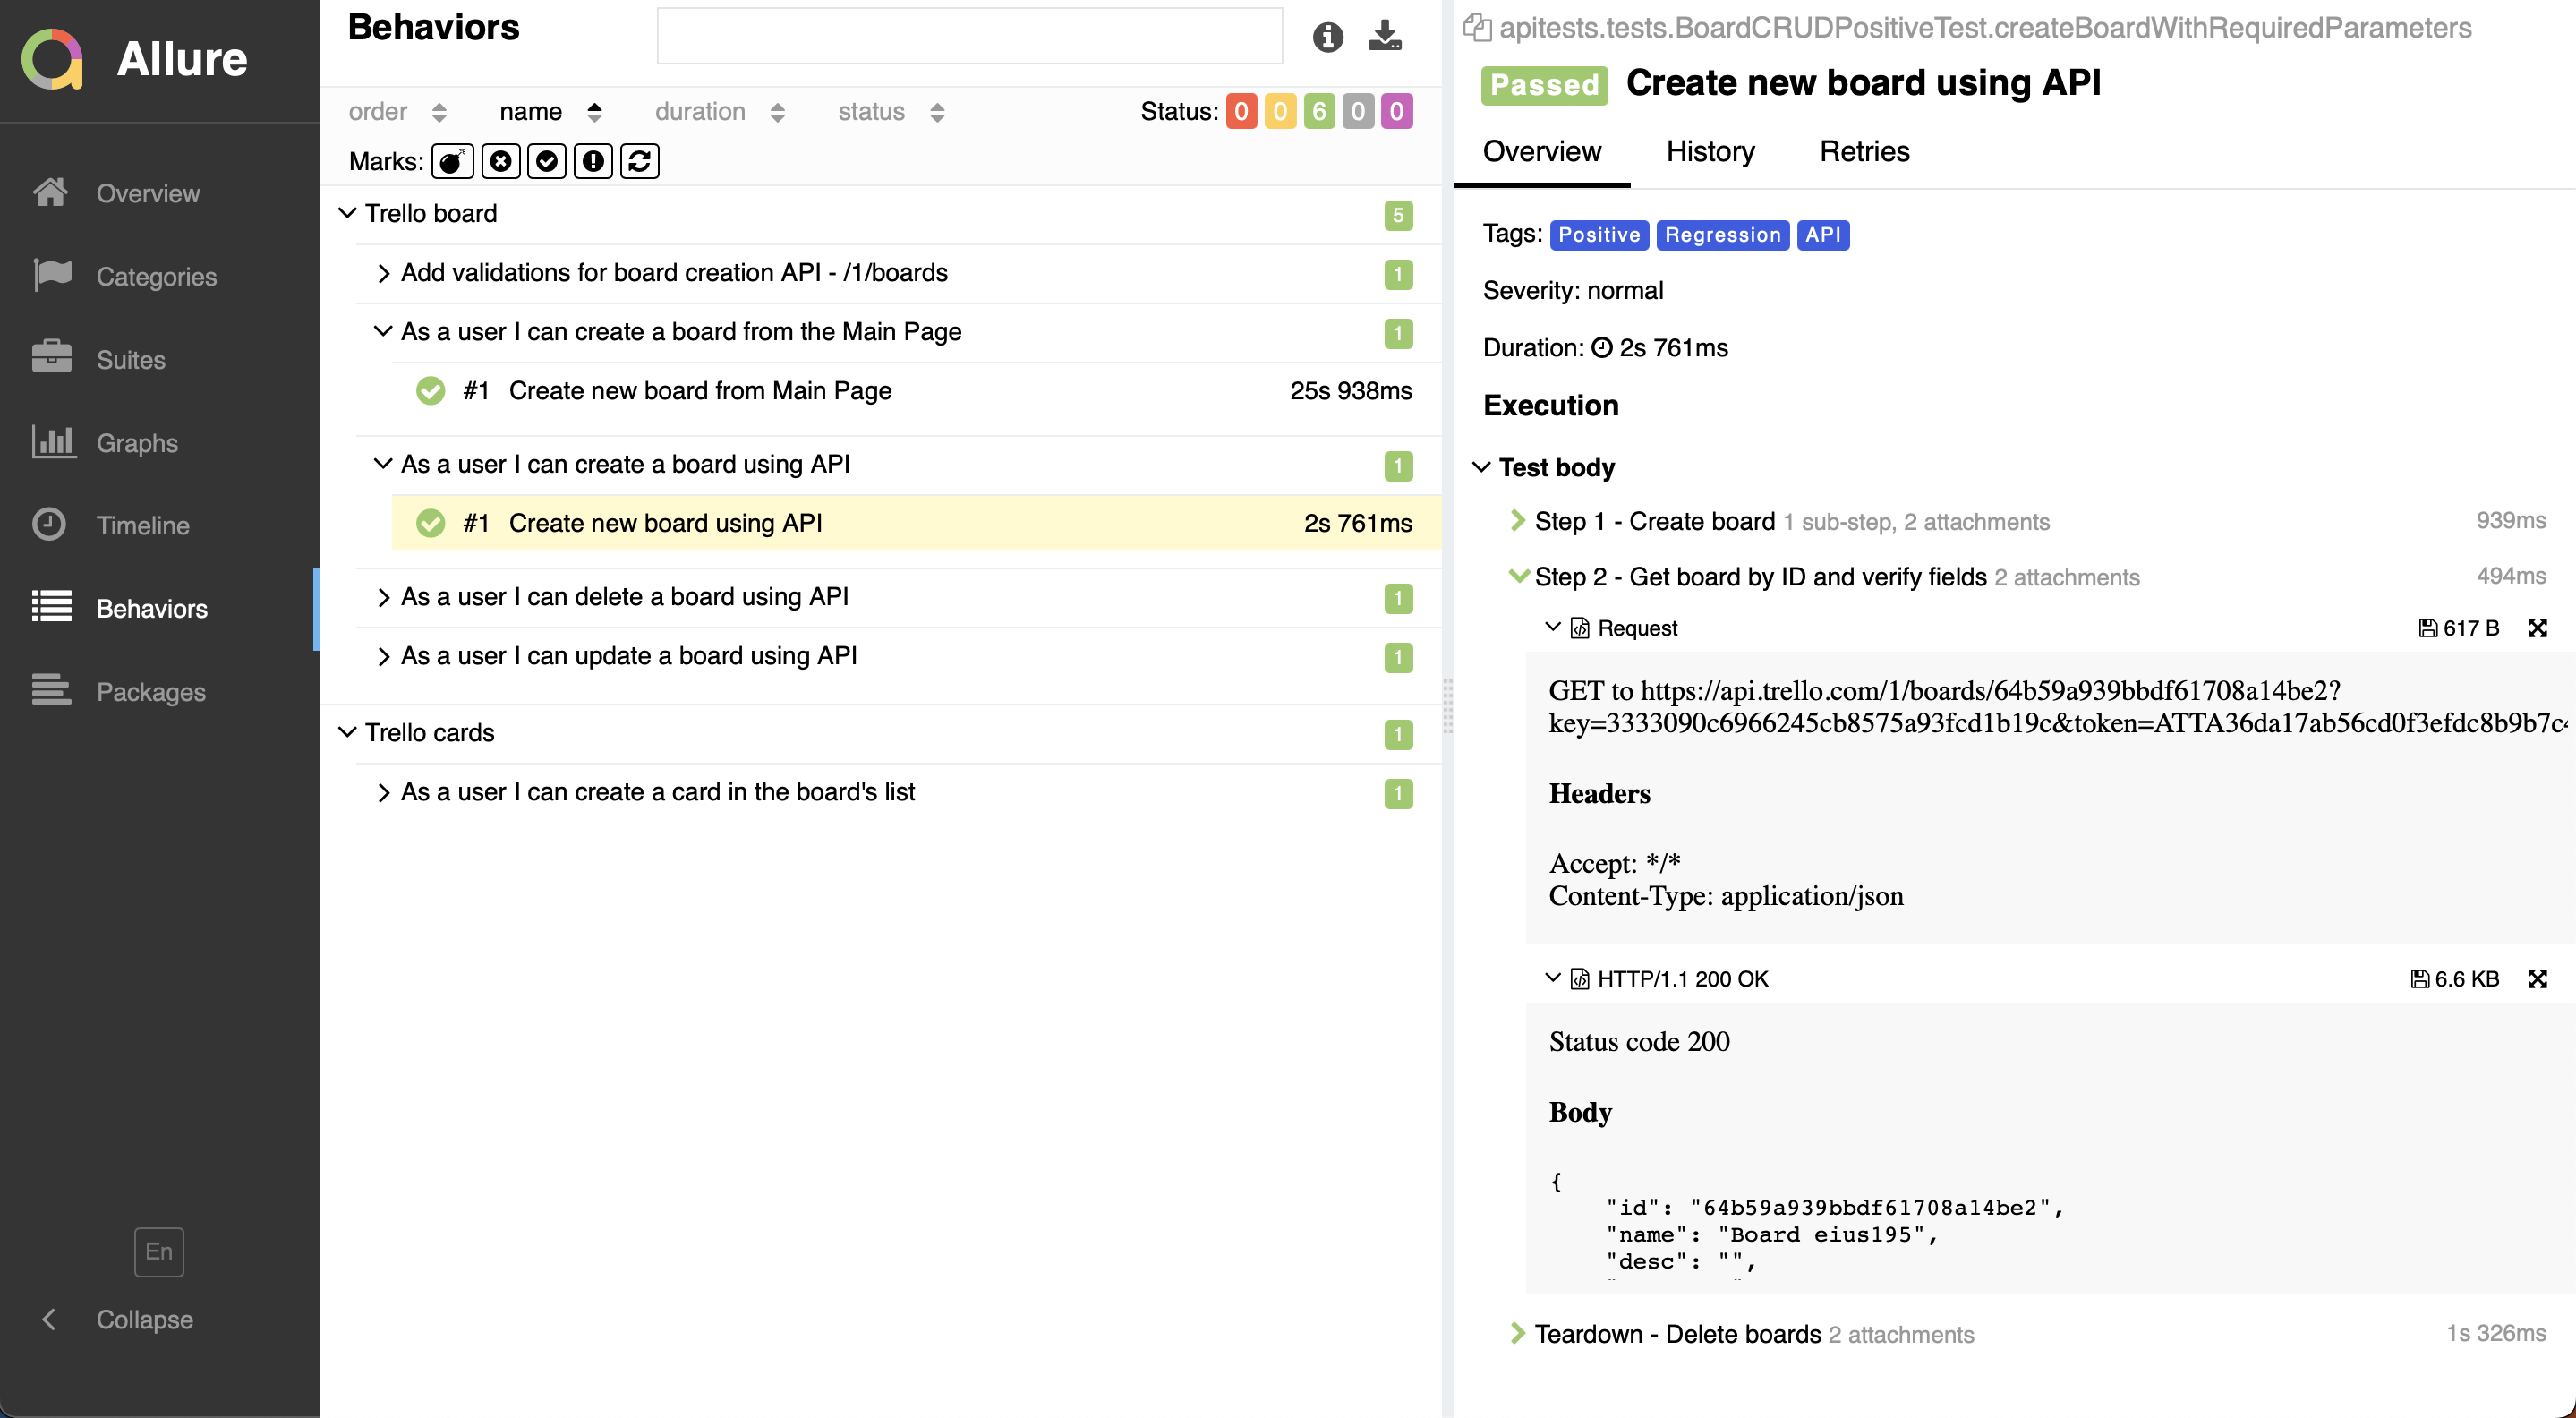 Allure
Overview
Categories
Suites
Graphs
Timeline
Behaviors
Packages
En
Collapse
Behaviors
order name duration status Status: 0 0 6 0 0
Marks:
Trello board 5
Add validations for board creation API - /1/boards 1
As a user I can create a board from the Main Page 1
#1 Create new board from Main Page 25s 938ms
As a user I can create a board using API 1
#1 Create new board using API 2s 761ms
As a user I can delete a board using API 1
As a user I can update a board using API 1
Trello cards 1
As a user I can create a card in the board's list 1
apitests.tests.BoardCRUDPositiveTest.createBoardWithRequiredParameters
Passed Create new board using API
Overview History Retries
Tags: Positive Regression API
Severity: normal
Duration: 2s 761ms
Execution
Test body
Step 1 - Create board 1 sub-step, 2 attachments 939ms
Step 2 - Get board by ID and verify fields 2 attachments 494ms
Request 617 B
GET to https://api.trello.com/1/boards/64b59a939bbdf61708a14be2?
key=3333090c6966245cb8575a93fcd1b19c&token=ATTA36da17ab56cd0f3efdc8b9b7c4
Headers
Accept: */*
Content-Type: application/json
HTTP/1.1 200 OK 6.6 KB
Status code 200
Body
{
"id": "64b59a939bbdf61708a14be2",
"name": "Board eius195",
"desc": "",
Teardown - Delete boards 2 attachments 1s 326ms